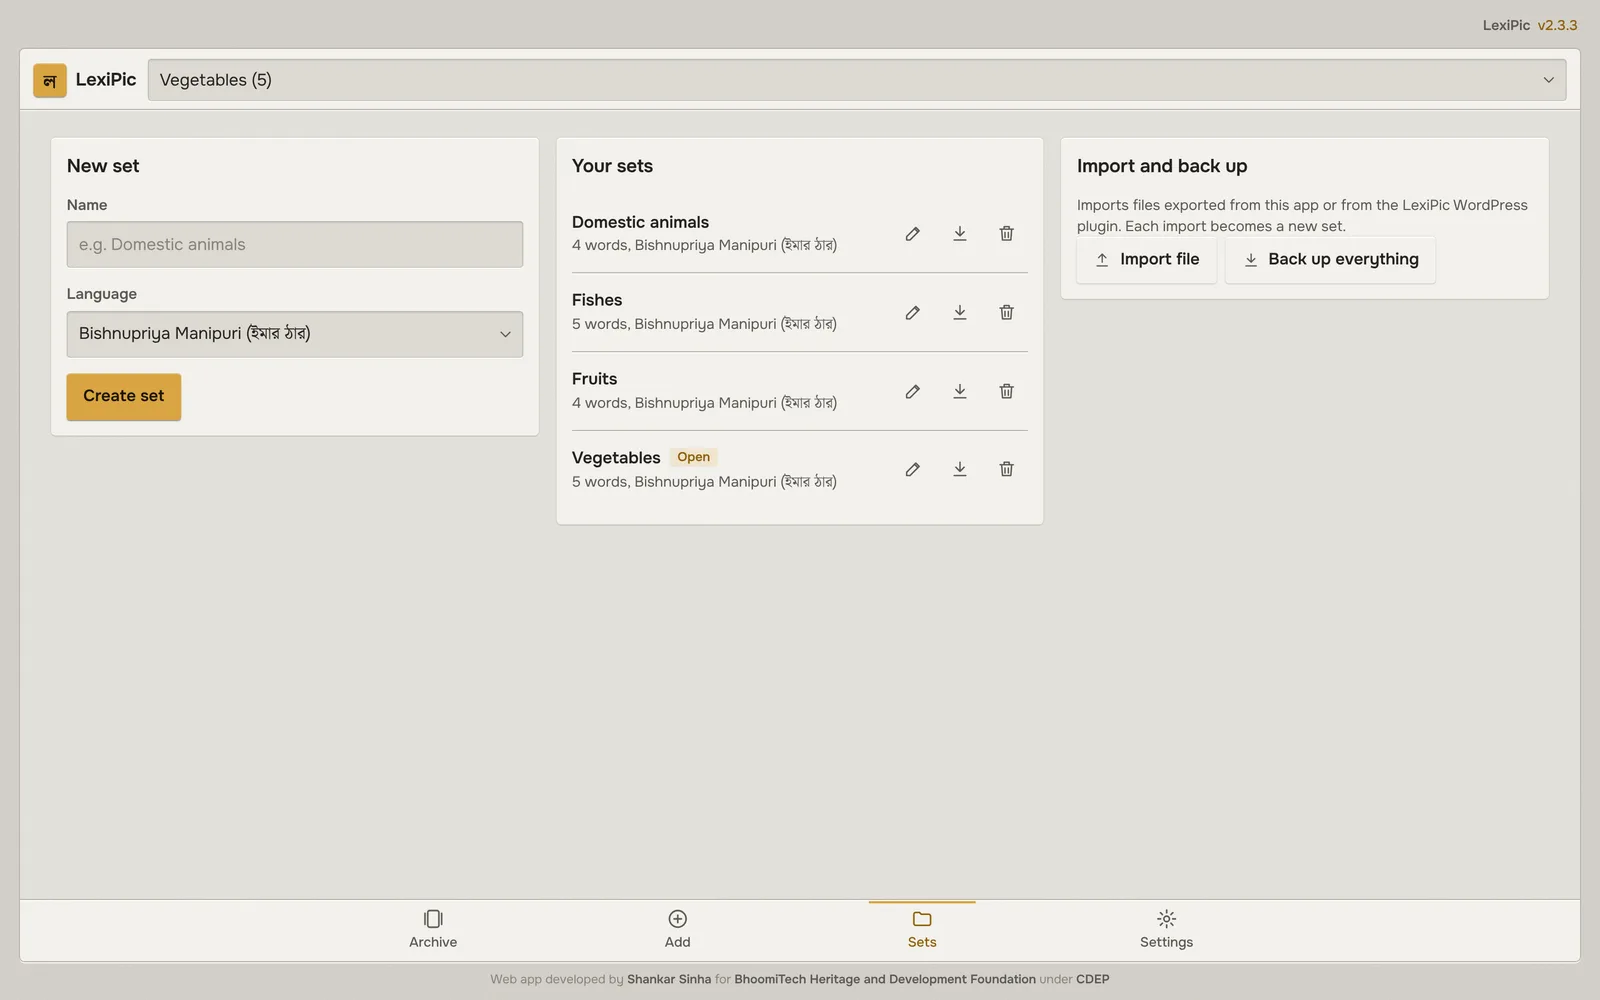 LexiPic v2.3.3
ল LexiPic
Vegetables (5)
New set
Name
e.g. Domestic animals
Language
Bishnupriya Manipuri (ইমার ঠার)
Create set
Your sets
Domestic animals
4 words, Bishnupriya Manipuri (ইমার ঠার)
Fishes
5 words, Bishnupriya Manipuri (ইমার ঠার)
Fruits
4 words, Bishnupriya Manipuri (ইমার ঠার)
Vegetables Open
5 words, Bishnupriya Manipuri (ইমার ঠার)
Import and back up
Imports files exported from this app or from the LexiPic WordPress
plugin. Each import becomes a new set.
Import file
Back up everything
Archive
Add
Sets
Settings
Web app developed by Shankar Sinha for BhoomiTech Heritage and Development Foundation under CDEP